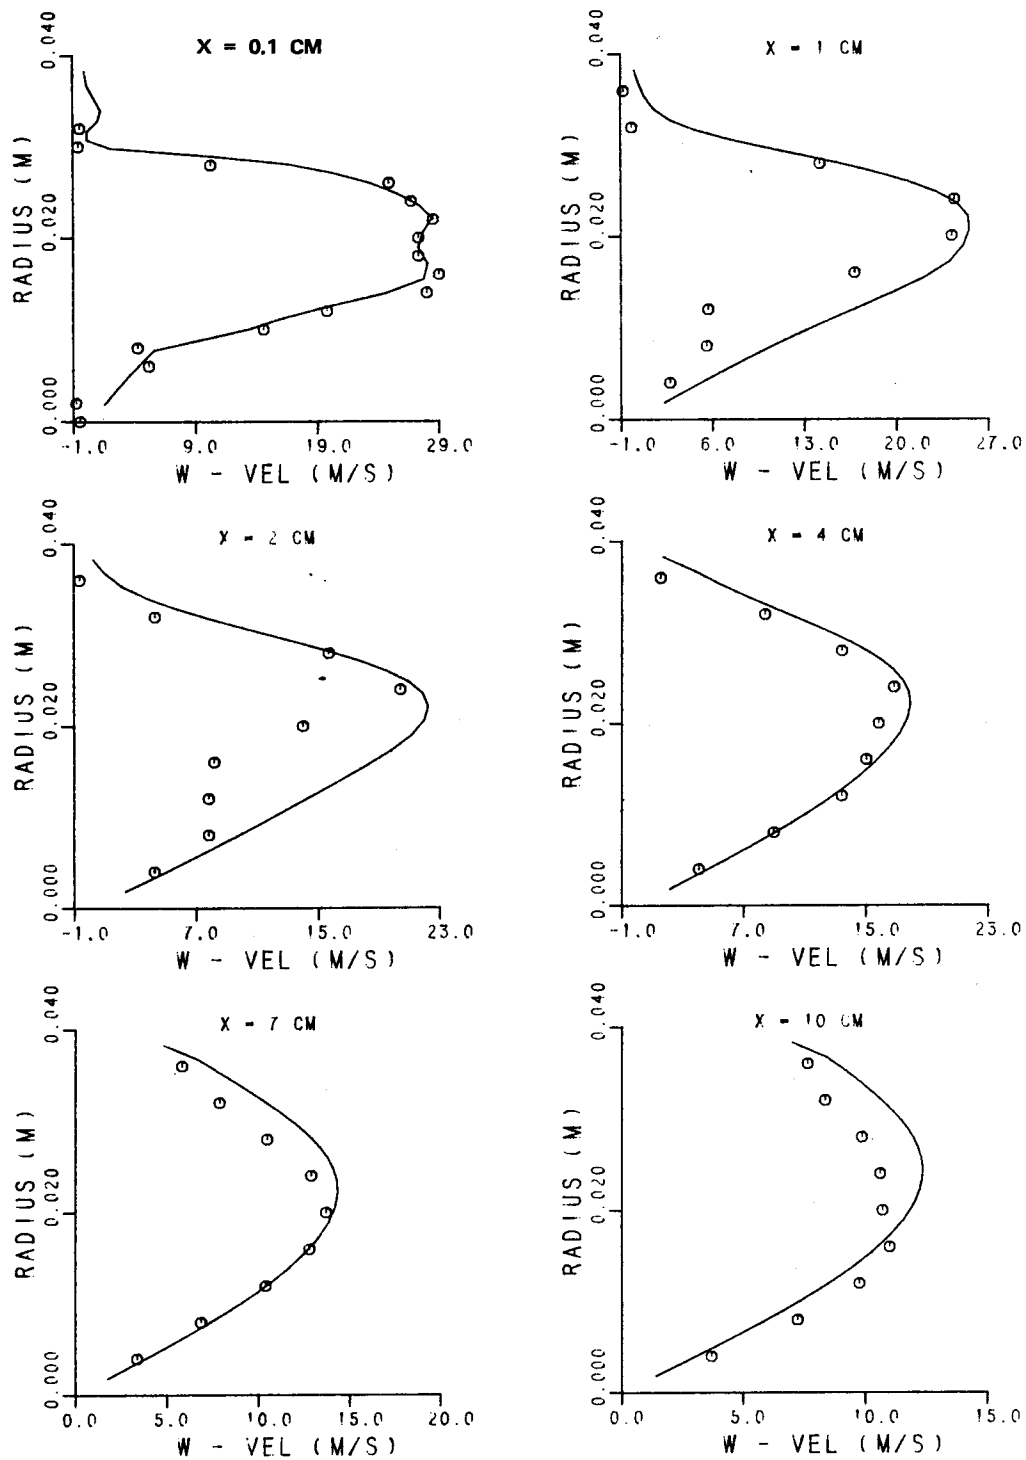 X = 0.1 CM
0.040
0.020
0.000
RADIUS (M)
-1.0 9.0 19.0 29.0
W - VEL (M/S)
X = 1 CM
0.040
0.020
0.000
RADIUS (M)
-1.0 6.0 13.0 20.0 27.0
W - VEL (M/S)
X = 2 CM
0.040
0.020
0.000
RADIUS (M)
-1.0 7.0 15.0 23.0
W - VEL (M/S)
X = 4 CM
0.040
0.020
0.000
RADIUS (M)
-1.0 7.0 15.0 23.0
W - VEL (M/S)
X = 7 CM
0.040
0.020
0.000
RADIUS (M)
0.0 5.0 10.0 15.0 20.0
W - VEL (M/S)
X = 10 CM
0.040
0.020
0.000
RADIUS (M)
0.0 5.0 10.0 15.0
W - VEL (M/S)